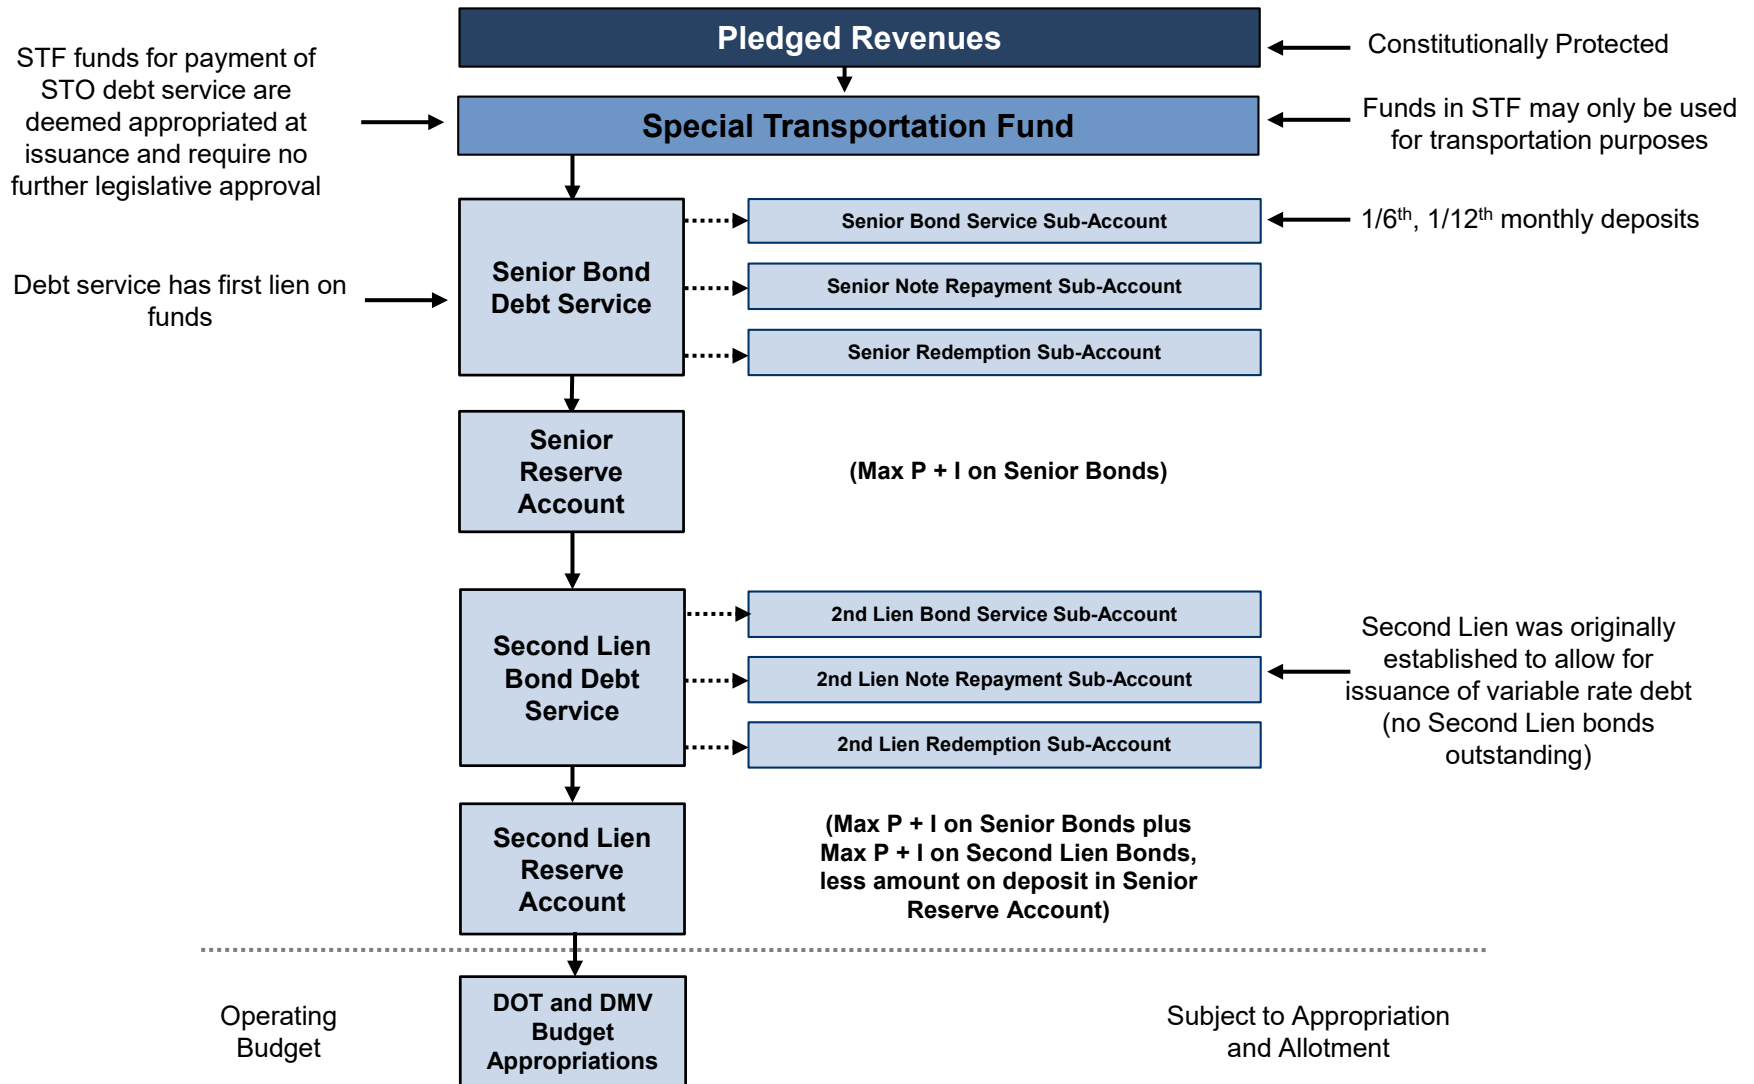 Pledged Revenues
Constitutionally Protected
STF funds for payment of
STO debt service are
deemed appropriated at
issuance and require no
further legislative approval
Special Transportation Fund
Funds in STF may only be used
for transportation purposes
Senior Bond
Debt Service
Senior Bond Service Sub-Account
1/6th, 1/12th monthly deposits
Senior Note Repayment Sub-Account
Senior Redemption Sub-Account
Debt service has first lien on
funds
Senior
Reserve
Account
(Max P + I on Senior Bonds)
Second Lien
Bond Debt
Service
2nd Lien Bond Service Sub-Account
2nd Lien Note Repayment Sub-Account
2nd Lien Redemption Sub-Account
Second Lien was originally
established to allow for
issuance of variable rate debt
(no Second Lien bonds
outstanding)
Second Lien
Reserve
Account
(Max P + I on Senior Bonds plus
Max P + I on Second Lien Bonds,
less amount on deposit in Senior
Reserve Account)
Operating
Budget
DOT and DMV
Budget
Appropriations
Subject to Appropriation
and Allotment